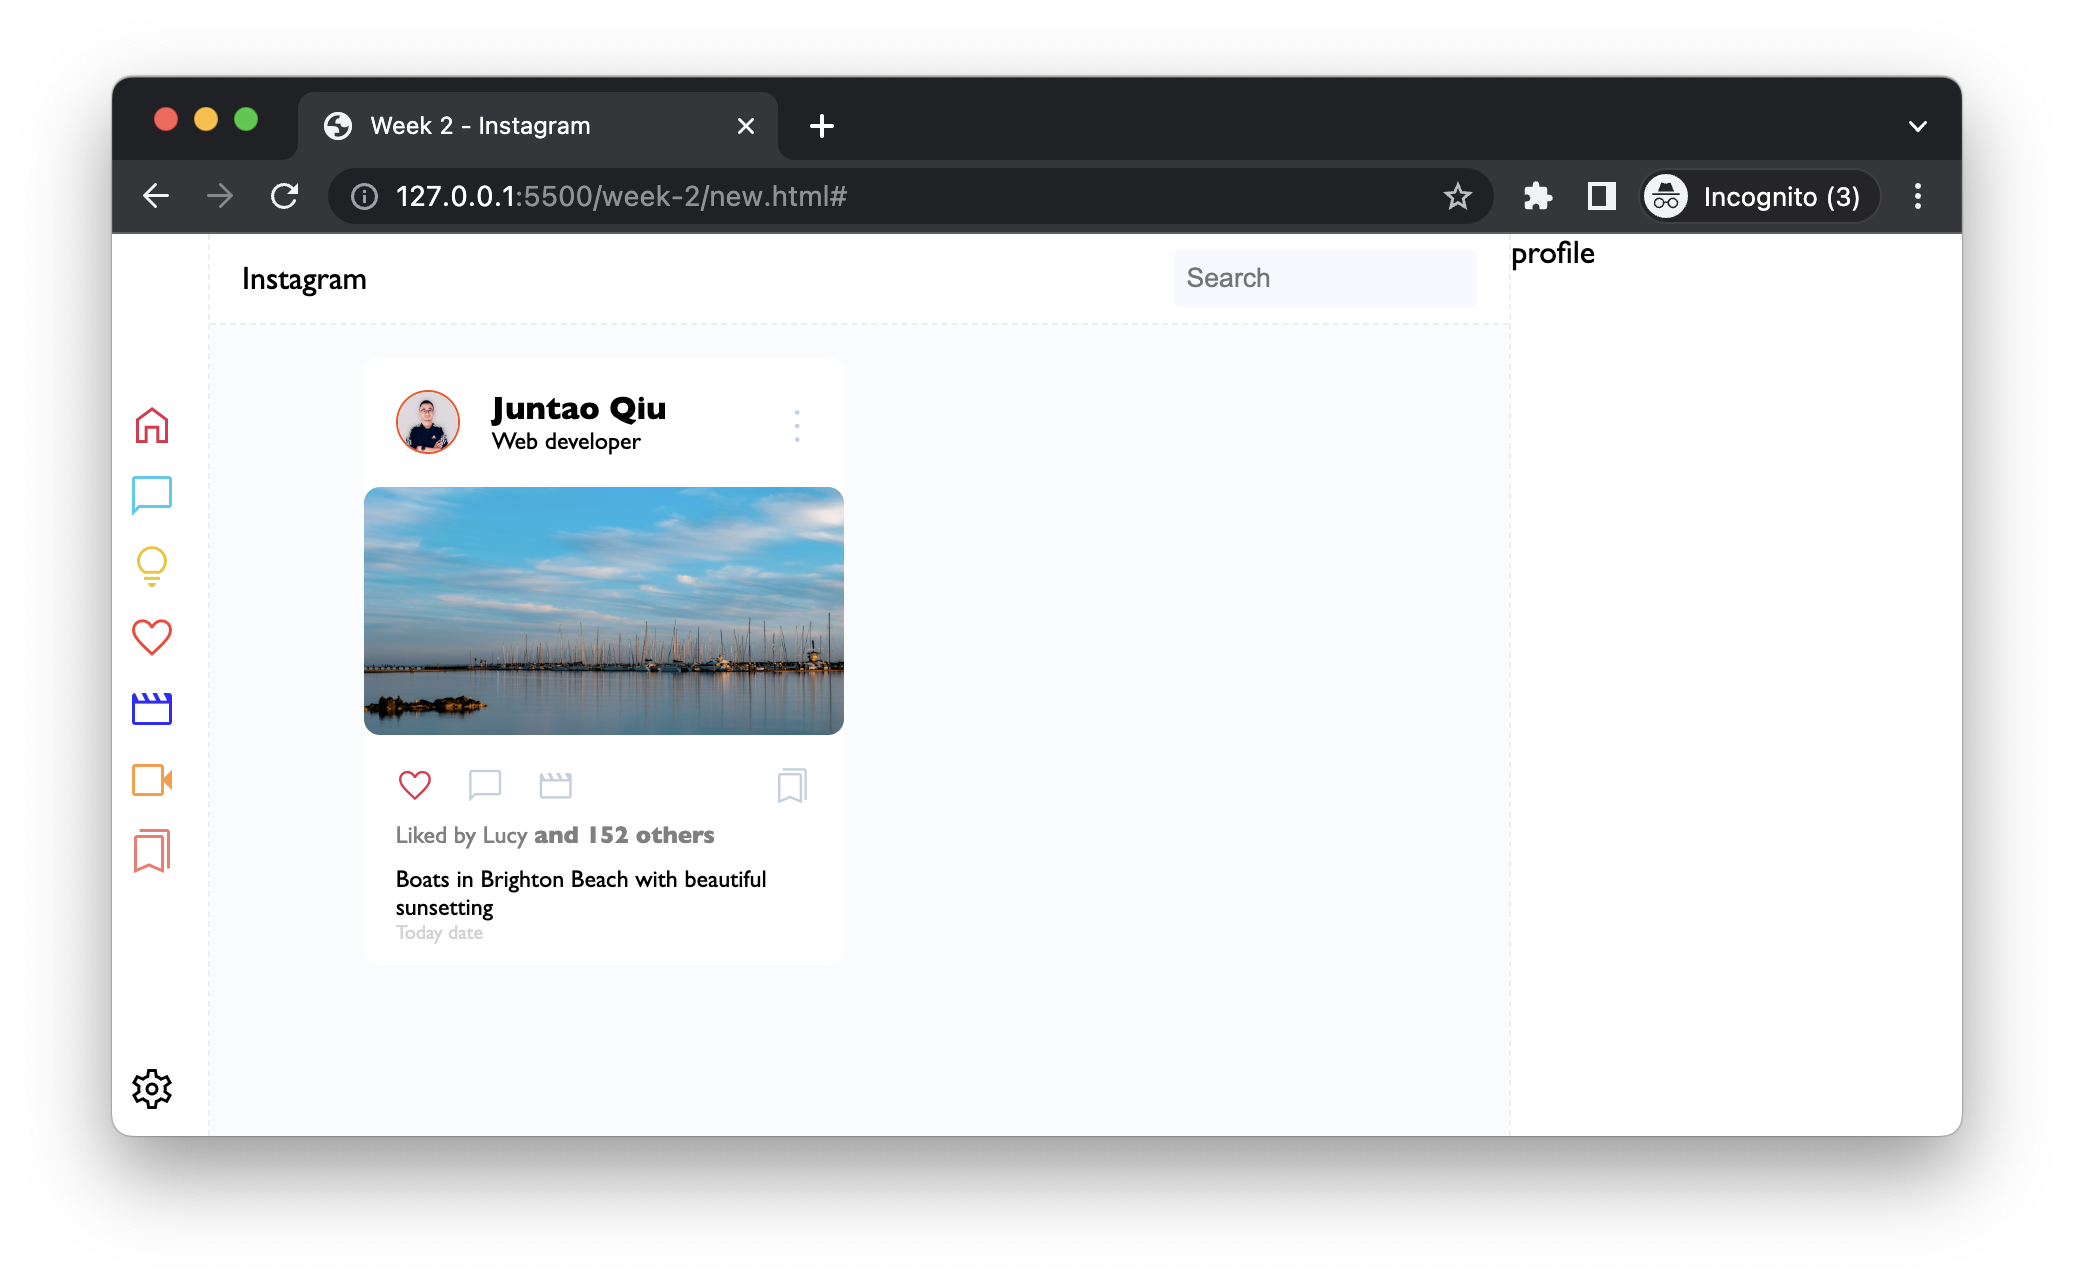 Week 2 - Instagram
127.0.0.1:5500/week-2/new.html#
Incognito (3)
Instagram
Search
profile
Juntao Qiu
Web developer
Liked by Lucy and 152 others
Boats in Brighton Beach with beautiful
sunsetting
Today date